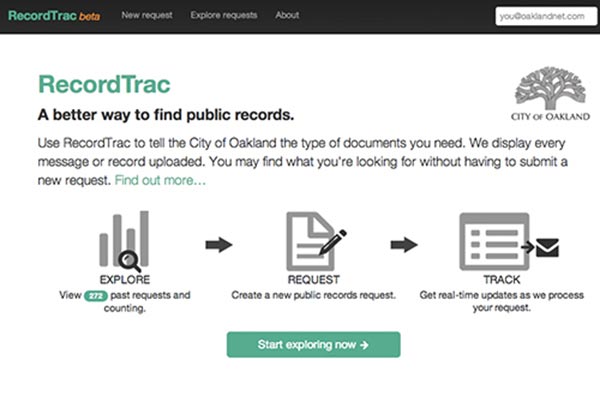 RecordTrac beta New request Explore requests About you@oaklandnet.com
RecordTrac
CITY OF OAKLAND
A better way to find public records.
Use RecordTrac to tell the City of Oakland the type of documents you need. We display every
message or record uploaded. You may find what you're looking for without having to submit a
new request. Find out more...
EXPLORE
View 272 past requests and
counting.
REQUEST
Create a new public records request.
TRACK
Get real-time updates as we process
your request.
Start exploring now →